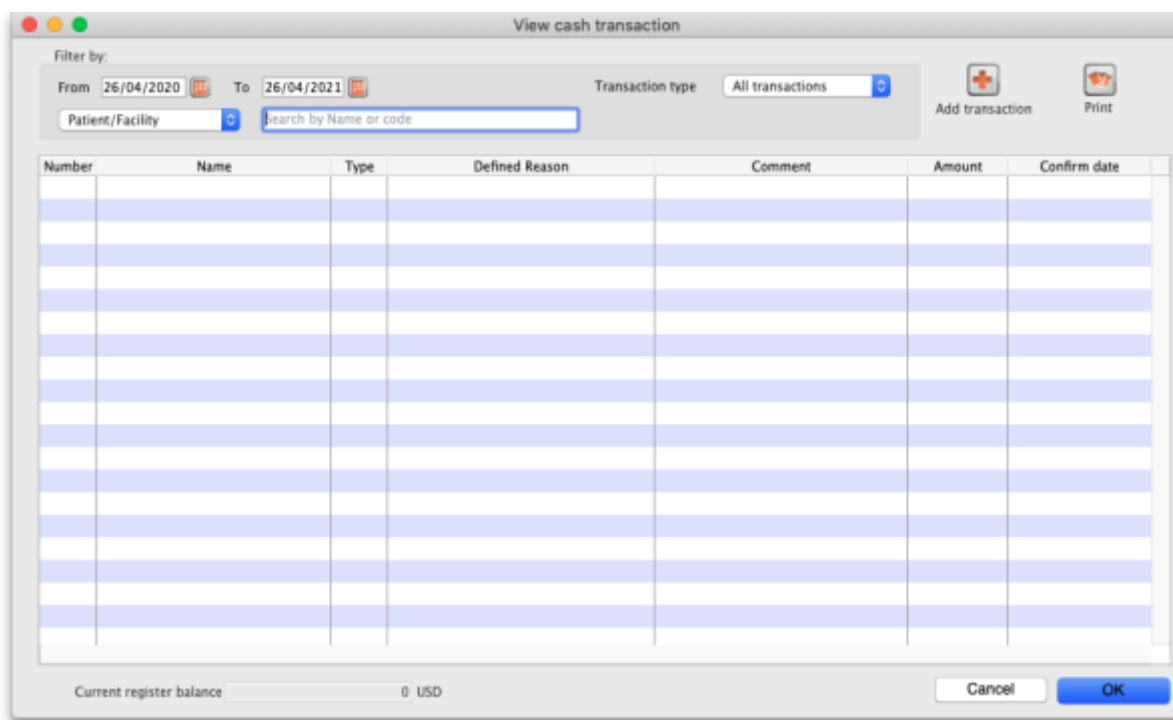 View cash transaction
Filter by:
From 26/04/2020 To 26/04/2021 Transaction type All transactions
Add transaction Print
Patient/Facility Search by Name or code
Number Name Type Defined Reason Comment Amount Confirm date
Current register balance 0 USD Cancel OK